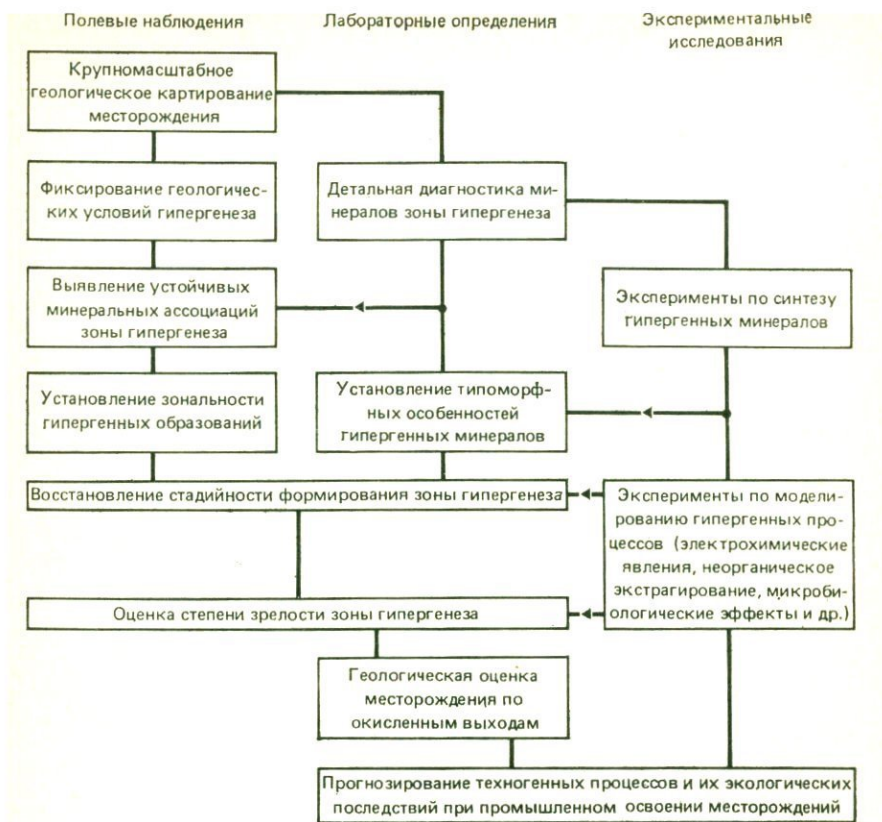 Полевые наблюдения
Лабораторные определения
Экспериментальные
исследования
Крупномасштабное
геологическое картирование
месторождения
Фиксирование геологичес-
ких условий гипергенеза
Детальная диагностика ми-
нералов зоны гипергенеза
Выявление устойчивых
минеральных ассоциаций
зоны гипергенеза
Эксперименты по синтезу
гипергенных минералов
Установление зональности
гипергенных образований
Установление типоморф-
ных особенностей
гипергенных минералов
Восстановление стадийности формирования зоны гипергенеза
Эксперименты по модели-
рованию гипергенных про-
цессов (электрохимические
явления, неорганическое
экстрагирование, микроби-
ологические эффекты и др.)
Оценка степени зрелости зоны гипергенеза
Геологическая оценка
месторождения по
окисленным выходам
Прогнозирование техногенных процессов и их экологических
последствий при промышленном освоении месторождений